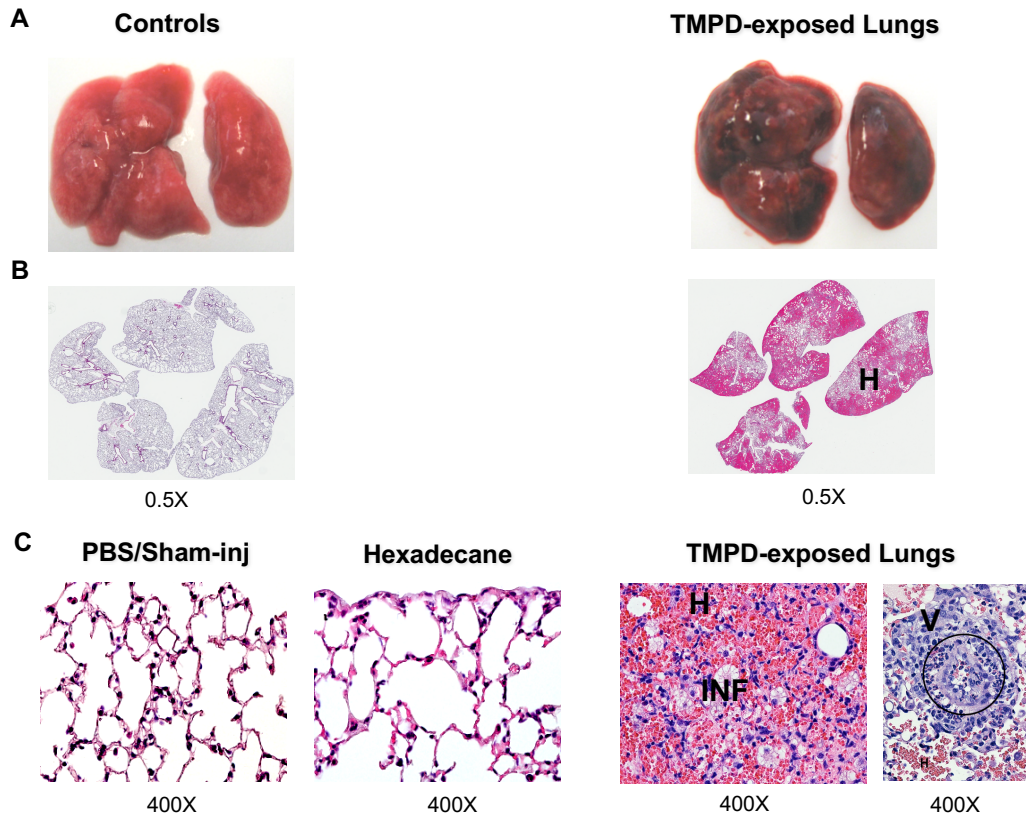 A
Controls
TMPD-exposed Lungs
B
H
0.5X
0.5X
C
PBS/Sham-inj
Hexadecane
TMPD-exposed Lungs
H
INF
V
H
400X
400X
400X
400X